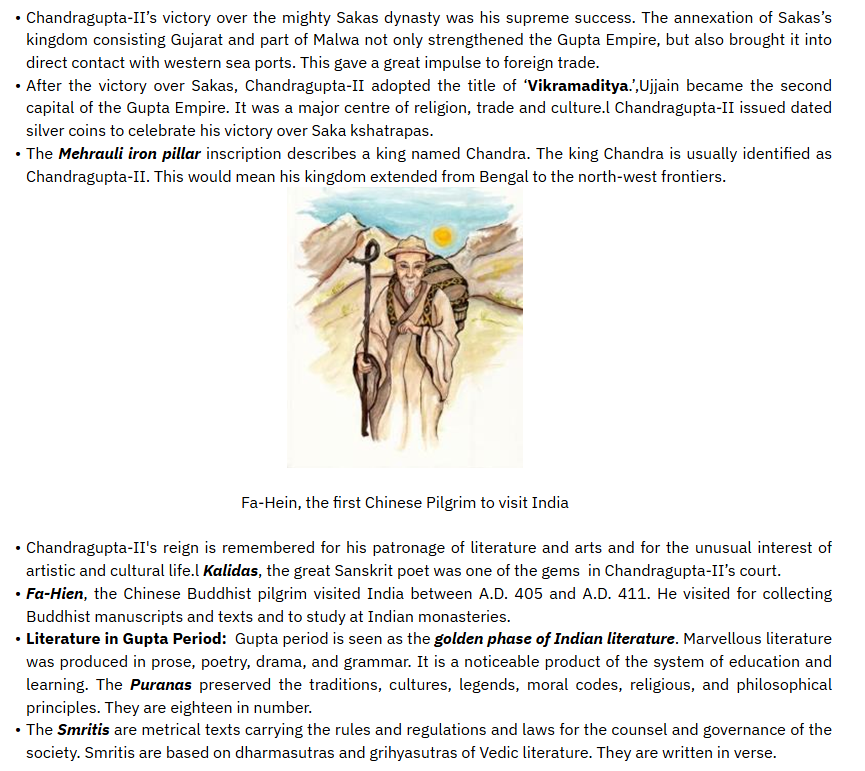 • Chandragupta-II's victory over the mighty Sakas dynasty was his supreme success. The annexation of Sakas's
kingdom consisting Gujarat and part of Malwa not only strengthened the Gupta Empire, but also brought it into
direct contact with western sea ports. This gave a great impulse to foreign trade.
• After the victory over Sakas, Chandragupta-II adopted the title of ‘Vikramaditya.’,Ujjain became the second
capital of the Gupta Empire. It was a major centre of religion, trade and culture.l Chandragupta-II issued dated
silver coins to celebrate his victory over Saka kshatrapas.
• The Mehrauli iron pillar inscription describes a king named Chandra. The king Chandra is usually identified as
Chandragupta-II. This would mean his kingdom extended from Bengal to the north-west frontiers.
Fa-Hein, the first Chinese Pilgrim to visit India
• Chandragupta-II's reign is remembered for his patronage of literature and arts and for the unusual interest of
artistic and cultural life.l Kalidas, the great Sanskrit poet was one of the gems in Chandragupta-II's court.
• Fa-Hien, the Chinese Buddhist pilgrim visited India between A.D. 405 and A.D. 411. He visited for collecting
Buddhist manuscripts and texts and to study at Indian monasteries.
• Literature in Gupta Period: Gupta period is seen as the golden phase of Indian literature. Marvellous literature
was produced in prose, poetry, drama, and grammar. It is a noticeable product of the system of education and
learning. The Puranas preserved the traditions, cultures, legends, moral codes, religious, and philosophical
principles. They are eighteen in number.
• The Smritis are metrical texts carrying the rules and regulations and laws for the counsel and governance of the
society. Smritis are based on dharmasutras and grihyasutras of Vedic literature. They are written in verse.